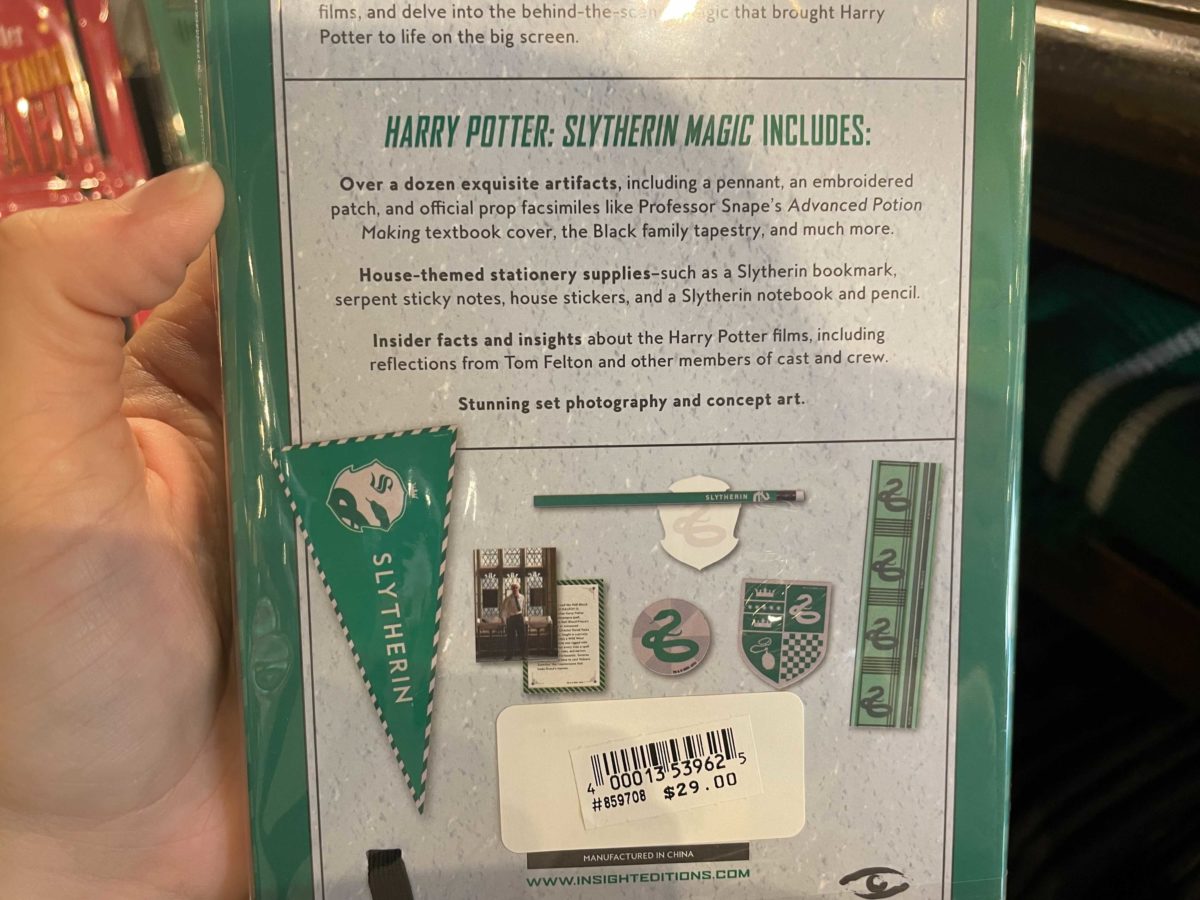 films, and delve into the behind-the-scenes magic that brought Harry
Potter to life on the big screen.
HARRY POTTER: SLYTHERIN MAGIC INCLUDES:
Over a dozen exquisite artifacts, including a pennant, an embroidered
patch, and official prop facsimiles like Professor Snape's Advanced Potion
Making textbook cover, the Black family tapestry, and much more.
House-themed stationery supplies–such as a Slytherin bookmark,
serpent sticky notes, house stickers, and a Slytherin notebook and pencil.
Insider facts and insights about the Harry Potter films, including
reflections from Tom Felton and other members of cast and crew.
Stunning set photography and concept art.
SLYTHERIN
SLYTHERIN
4 00013 53962 5
#859708 $29.00
MANUFACTURED IN CHINA
WWW.INSIGHTEDITIONS.COM